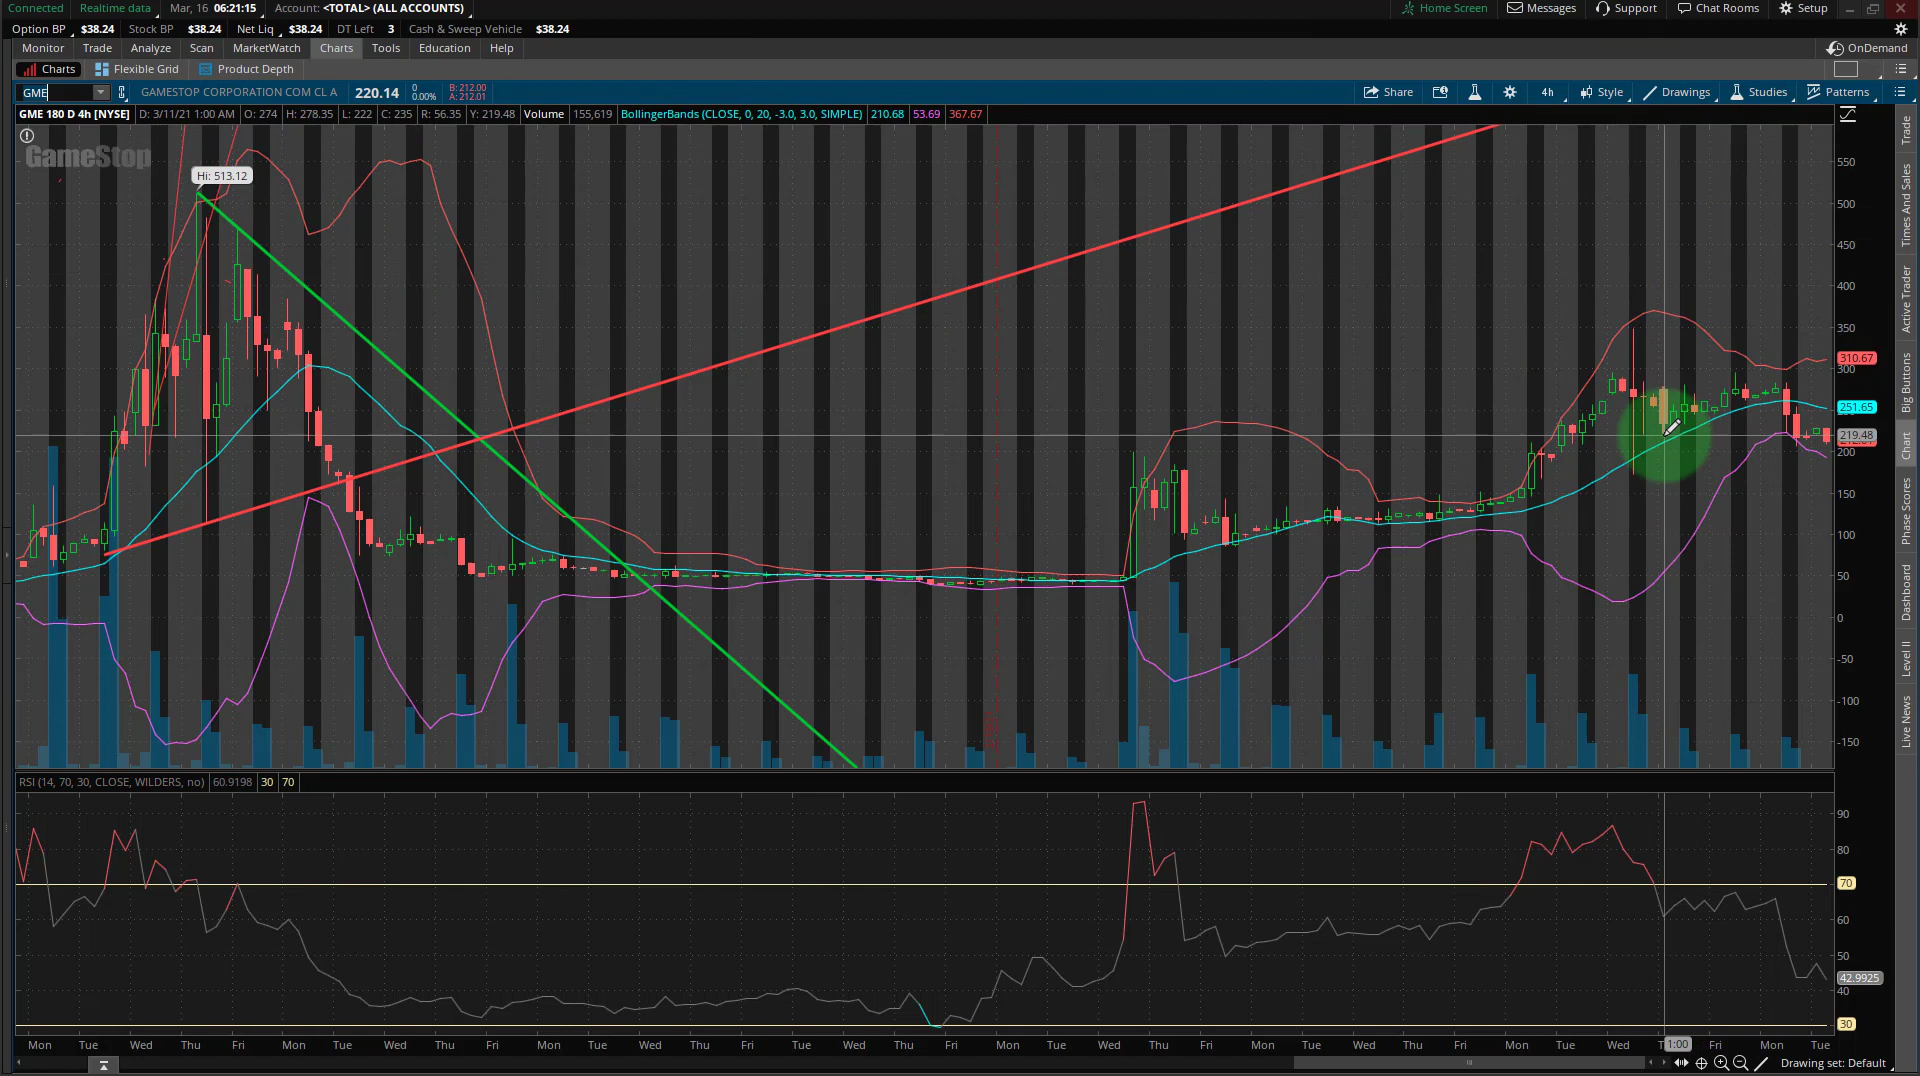 Connected Realtime data Mar, 16 06:21:15 Account: <TOTAL> (ALL ACCOUNTS) Home Screen Messages Support Chat Rooms Setup
Option BP $38.24 Stock BP $38.24 Net Liq $38.24 DT Left 3 Cash & Sweep Vehicle $38.24
Monitor Trade Analyze Scan MarketWatch Charts Tools Education Help OnDemand
Charts Flexible Grid Product Depth
GME GAMESTOP CORPORATION COM CL A 220.14 0 0.00% B: 212.00 A: 212.01 Share 4h Style Drawings Studies Patterns
GME 180 D 4h [NYSE] D: 3/11/21 1:00 AM O: 274 H: 278.35 L: 222 C: 235 R: 56.35 Y: 219.48 Volume 155,619 BollingerBands (CLOSE, 0, 20, -3.0, 3.0, SIMPLE) 210.68 53.69 367.67
GameStop
Hi: 513.12
550
500
450
400
350
310.67
300
251.65
219.48
200
150
100
50
0
-50
-100
-150
RSI (14, 70, 30, CLOSE, WILDERS, no) 60.9198 30 70
90
80
70
60
50
42.9925
40
30
Mon Tue Wed Thu Fri Mon Tue Wed Thu Fri Mon Tue Wed Thu Fri Mon Tue Wed Thu Fri Mon Tue Wed Thu Fri Mon Tue Wed Thu Fri Mon Tue Wed 1:00 Fri Mon Tue
Drawing set: Default
Trade
Times And Sales
Active Trader
Big Buttons
Chart
Phase Scores
Dashboard
Level II
Live News